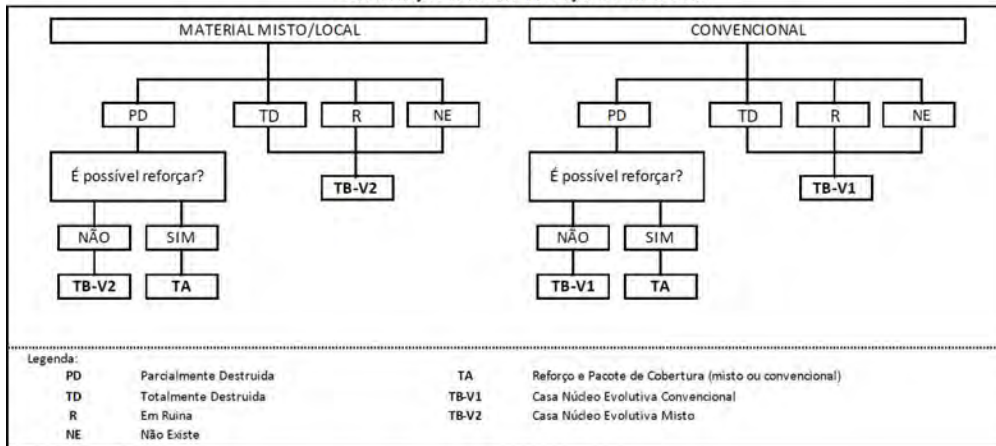 MATERIAL MISTO/LOCAL
CONVENCIONAL
PD
TD
R
NE
PD
TD
R
NE
É possível reforçar?
TB-V2
É possível reforçar?
TB-V1
NÃO
SIM
NÃO
SIM
TB-V2
TA
TB-V1
TA
Legenda:
PD Parcialmente Destruida
TA Reforço e Pacote de Cobertura (misto ou convencional)
TD Totalmente Destruida
TB-V1 Casa Núcleo Evolutiva Convencional
R Em Ruina
TB-V2 Casa Núcleo Evolutiva Misto
NE Não Existe